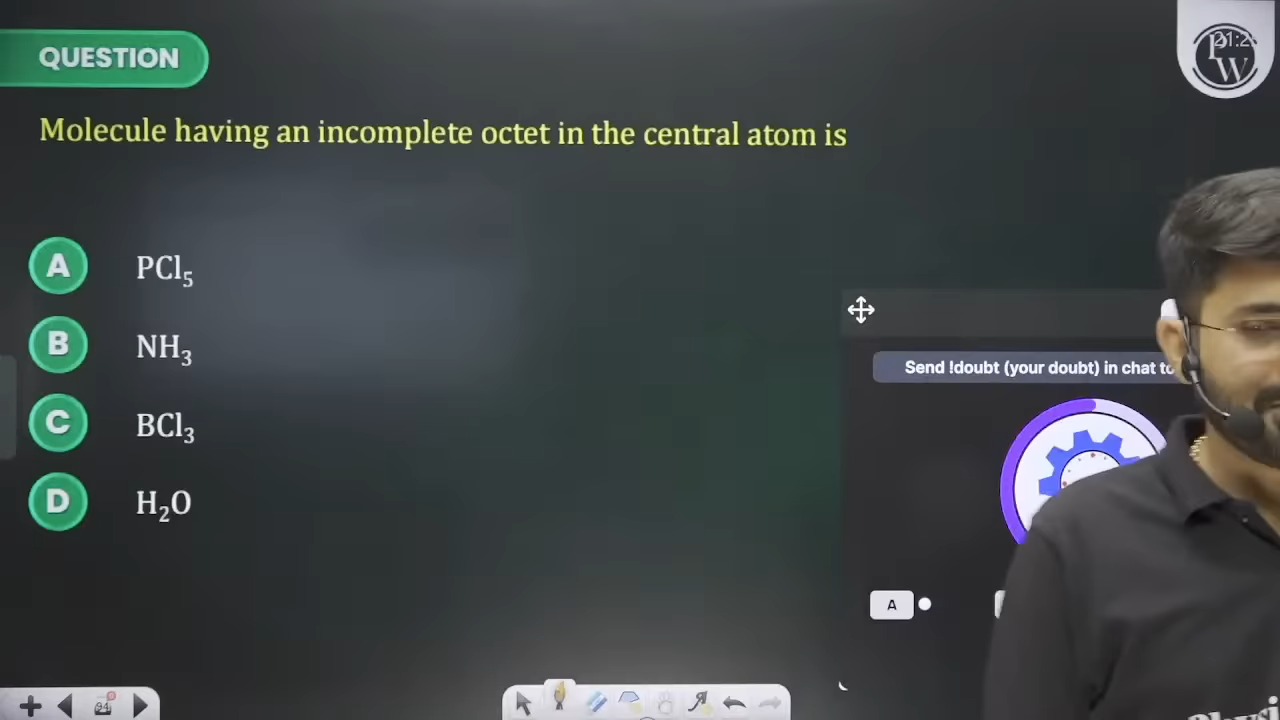 QUESTION
Molecule having an incomplete octet in the central atom is
A PCl₅
B NH₃
C BCl₃
D H₂O
Send !doubt (your doubt) in chat to
A
PW